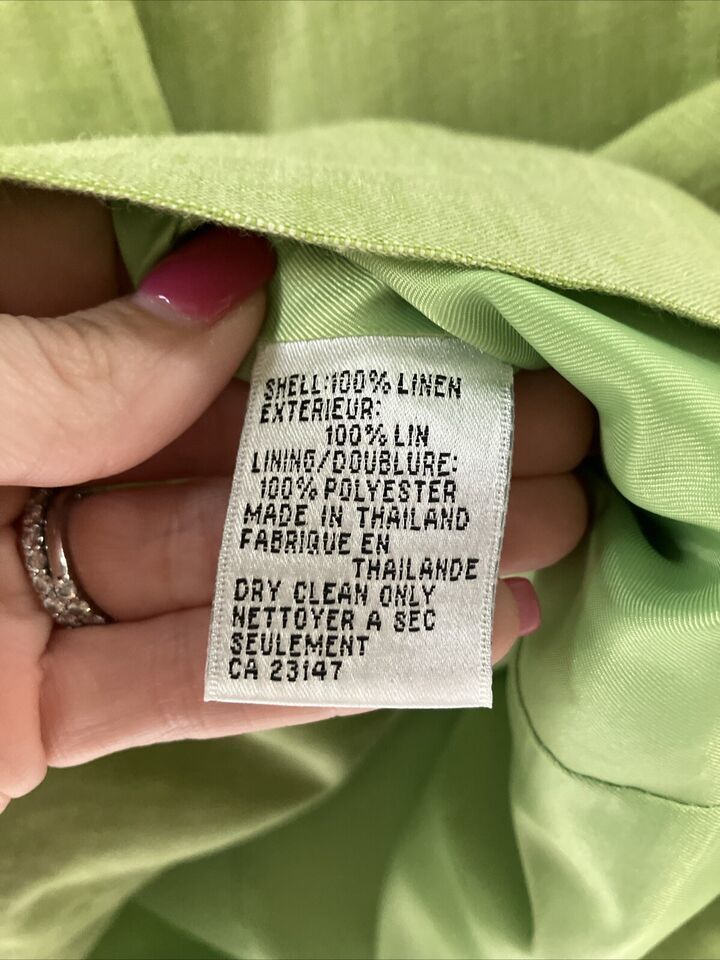 SHELL:100% LINEN
EXTERIEUR:
100% LIN
LINING/DOUBLURE:
100% POLYESTER
MADE IN THAILAND
FABRIQUE EN
THAILANDE
DRY CLEAN ONLY
NETTOYER A SEC
SEULEMENT
CA 23147